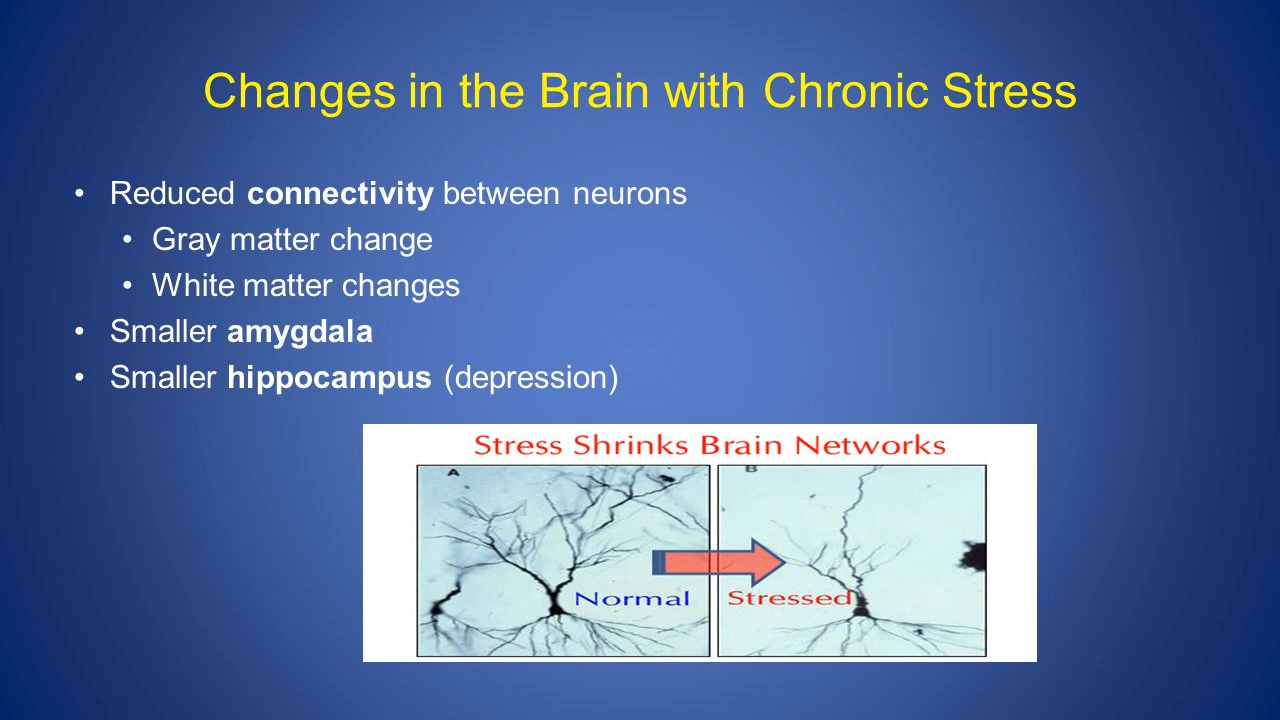 Changes in the Brain with Chronic Stress
• Reduced connectivity between neurons
• Gray matter change
• White matter changes
• Smaller amygdala
• Smaller hippocampus (depression)
Stress Shrinks Brain Networks
A
B
Normal
Stressed